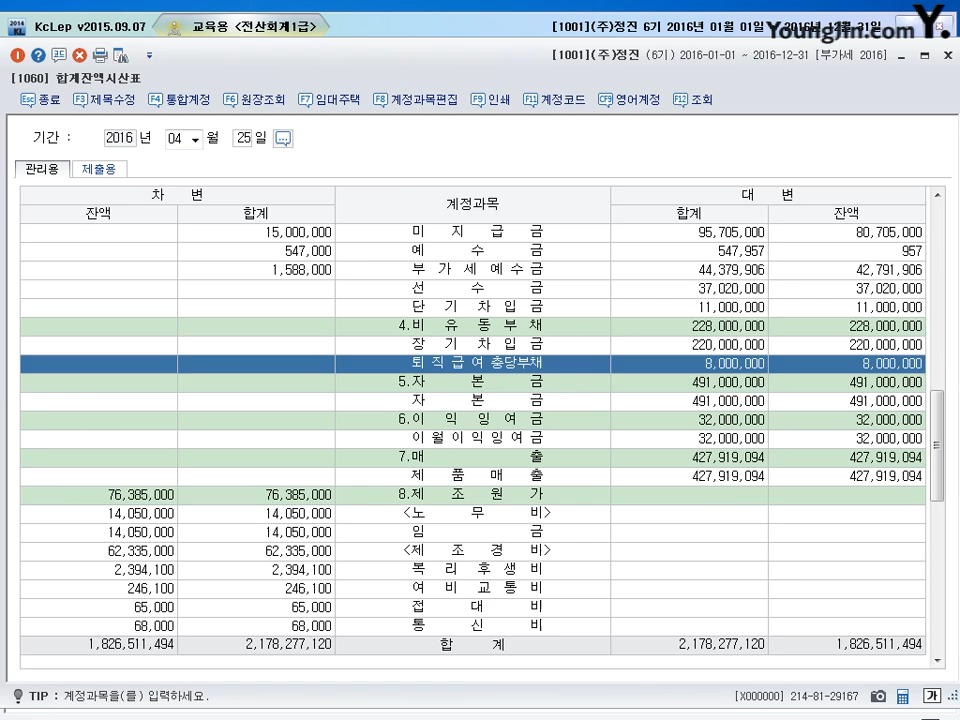 KcLep v2015.09.07 교육용 <전산회계1급> [1001](주)정진 6기 2016년 01월 01일 ~ 2016년 12월 31일
Youngjin.com Y.
[1001](주)정진 (6기) 2016-01-01 ~ 2016-12-31 [부가세 2016]
[1060] 합계잔액시산표
Esc 종료 F3 제목수정 F4 통합계정 F6 원장조회 F7 임대주택 F8 계정과목편집 F9 인쇄 F11 계정코드 CF9 영어계정 F12 조회
기간 : 2016 년 04 월 25 일
관리용 제출용
차 변 계정과목 대 변
잔액 합계 합계 잔액
15,000,000 미 지 급 금 95,705,000 80,705,000
547,000 예 수 금 547,957 957
1,588,000 부 가 세 예 수 금 44,379,906 42,791,906
선 수 금 37,020,000 37,020,000
단 기 차 입 금 11,000,000 11,000,000
4.비 유 동 부 채 228,000,000 228,000,000
장 기 차 입 금 220,000,000 220,000,000
퇴 직 급 여 충당부채 8,000,000 8,000,000
5.자 본 금 491,000,000 491,000,000
자 본 금 491,000,000 491,000,000
6.이 익 잉 여 금 32,000,000 32,000,000
이 월 이 익 잉 여 금 32,000,000 32,000,000
7.매 출 427,919,094 427,919,094
제 품 매 출 427,919,094 427,919,094
76,385,000 76,385,000 8.제 조 원 가
14,050,000 14,050,000 <노 무 비>
14,050,000 14,050,000 임 금
62,335,000 62,335,000 <제 조 경 비>
2,394,100 2,394,100 복 리 후 생 비
246,100 246,100 여 비 교 통 비
65,000 65,000 접 대 비
68,000 68,000 통 신 비
1,826,511,494 2,178,277,120 합 계 2,178,277,120 1,826,511,494
TIP : 계정과목을(를) 입력하세요. [X000000] 214-81-29167 가